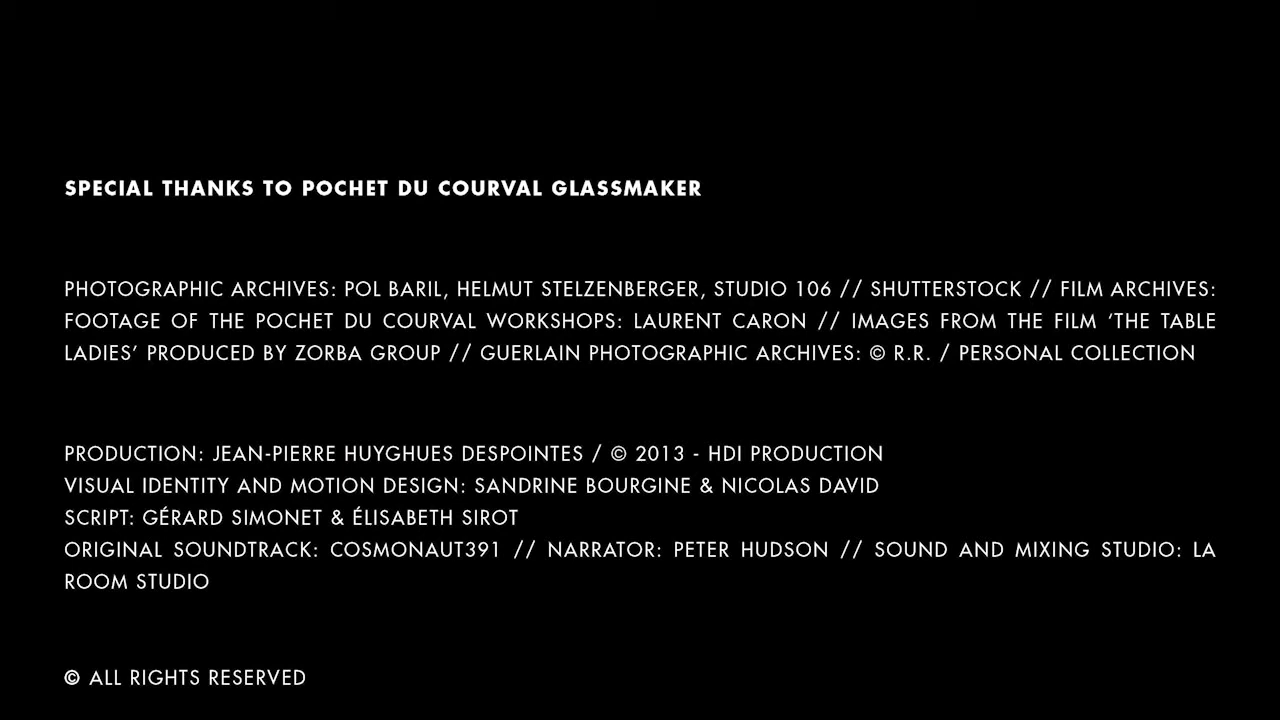 SPECIAL THANKS TO POCHET DU COURVAL GLASSMAKER
PHOTOGRAPHIC ARCHIVES: POL BARIL, HELMUT STELZENBERGER, STUDIO 106 // SHUTTERSTOCK // FILM ARCHIVES:
FOOTAGE OF THE POCHET DU COURVAL WORKSHOPS: LAURENT CARON // IMAGES FROM THE FILM ‘THE TABLE
LADIES’ PRODUCED BY ZORBA GROUP // GUERLAIN PHOTOGRAPHIC ARCHIVES: © R.R. / PERSONAL COLLECTION
PRODUCTION: JEAN-PIERRE HUYGHUES DESPOINTES / © 2013 - HDI PRODUCTION
VISUAL IDENTITY AND MOTION DESIGN: SANDRINE BOURGINE & NICOLAS DAVID
SCRIPT: GÉRARD SIMONET & ÉLISABETH SIROT
ORIGINAL SOUNDTRACK: COSMONAUT391 // NARRATOR: PETER HUDSON // SOUND AND MIXING STUDIO: LA
ROOM STUDIO
© ALL RIGHTS RESERVED